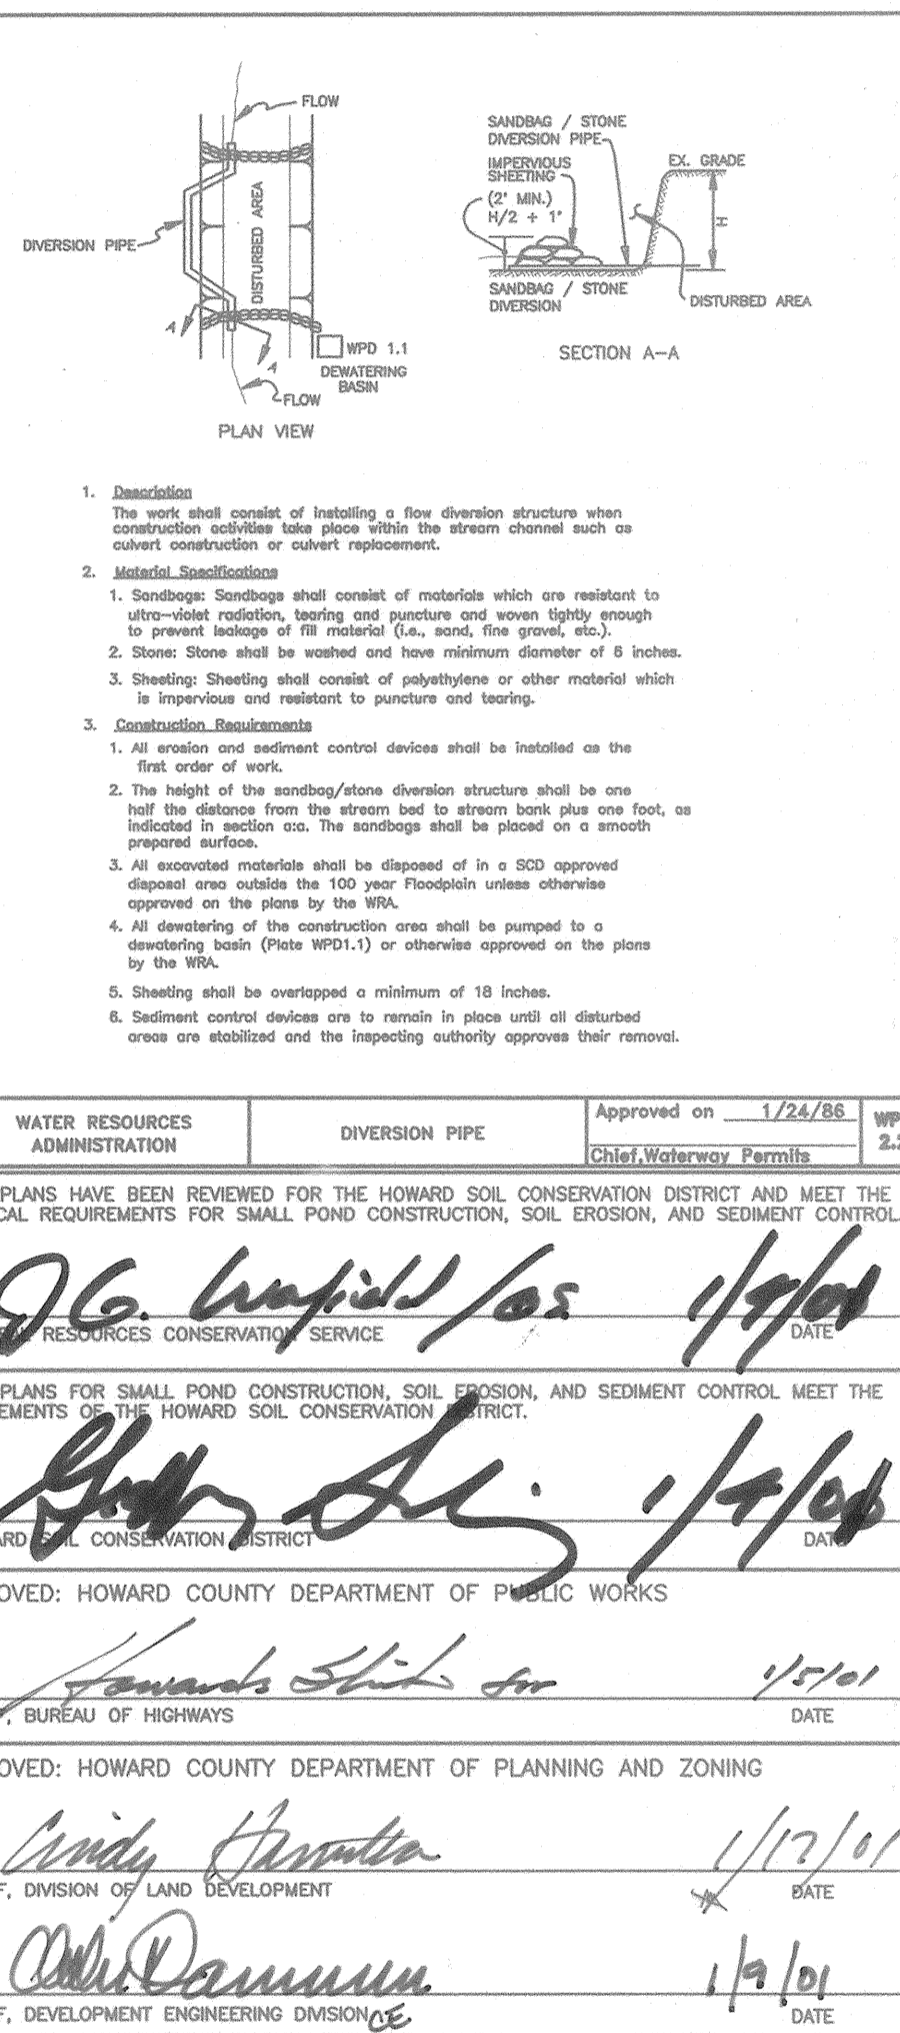 FLOW
DIVERSION PIPE
DISTURBED AREA
A
A
WPD 1.1
DEWATERING
BASIN
FLOW
PLAN VIEW
SANDBAG / STONE
DIVERSION PIPE
IMPERVIOUS
SHEETING
(2' MIN.)
H/2 + 1'
EX. GRADE
H
SANDBAG / STONE
DIVERSION
DISTURBED AREA
SECTION A-A
1. Description
The work shall consist of installing a flow diversion structure when
construction activities take place within the stream channel such as
culvert construction or culvert replacement.
2. Material Specifications
1. Sandbags: Sandbags shall consist of materials which are resistant to
ultra-violet radiation, tearing and puncture and woven tightly enough
to prevent leakage of fill material (i.e., sand, fine gravel, etc.).
2. Stone: Stone shall be washed and have minimum diameter of 6 inches.
3. Sheeting: Sheeting shall consist of polyethylene or other material which
is impervious and resistant to puncture and tearing.
3. Construction Requirements
1. All erosion and sediment control devices shall be installed as the
first order of work.
2. The height of the sandbag/stone diversion structure shall be one
half the distance from the stream bed to stream bank plus one foot, as
indicated in section a:a. The sandbags shall be placed on a smooth
prepared surface.
3. All excavated materials shall be disposed of in a SCD approved
disposal area outside the 100 year Floodplain unless otherwise
approved on the plans by the WRA.
4. All dewatering of the construction area shall be pumped to a
dewatering basin (Plate WPD1.1) or otherwise approved on the plans
by the WRA.
5. Sheeting shall be overlapped a minimum of 18 inches.
6. Sediment control devices are to remain in place until all disturbed
areas are stabilized and the inspecting authority approves their removal.
WATER RESOURCES
ADMINISTRATION
DIVERSION PIPE
Approved on 1/24/86
Chief,Waterway Permits
WP
2.2
PLANS HAVE BEEN REVIEWED FOR THE HOWARD SOIL CONSERVATION DISTRICT AND MEET THE
CAL REQUIREMENTS FOR SMALL POND CONSTRUCTION, SOIL EROSION, AND SEDIMENT CONTROL.
RESOURCES CONSERVATION SERVICE
DATE
PLANS FOR SMALL POND CONSTRUCTION, SOIL EROSION, AND SEDIMENT CONTROL MEET THE
EMENTS OF THE HOWARD SOIL CONSERVATION DISTRICT.
ARD SOIL CONSERVATION DISTRICT
DATE
OVED: HOWARD COUNTY DEPARTMENT OF PUBLIC WORKS
1/5/01
, BUREAU OF HIGHWAYS
DATE
OVED: HOWARD COUNTY DEPARTMENT OF PLANNING AND ZONING
Cindy Hamilton 1/17/01
F, DIVISION OF LAND DEVELOPMENT
DATE
1/9/01
F, DEVELOPMENT ENGINEERING DIVISION
DATE